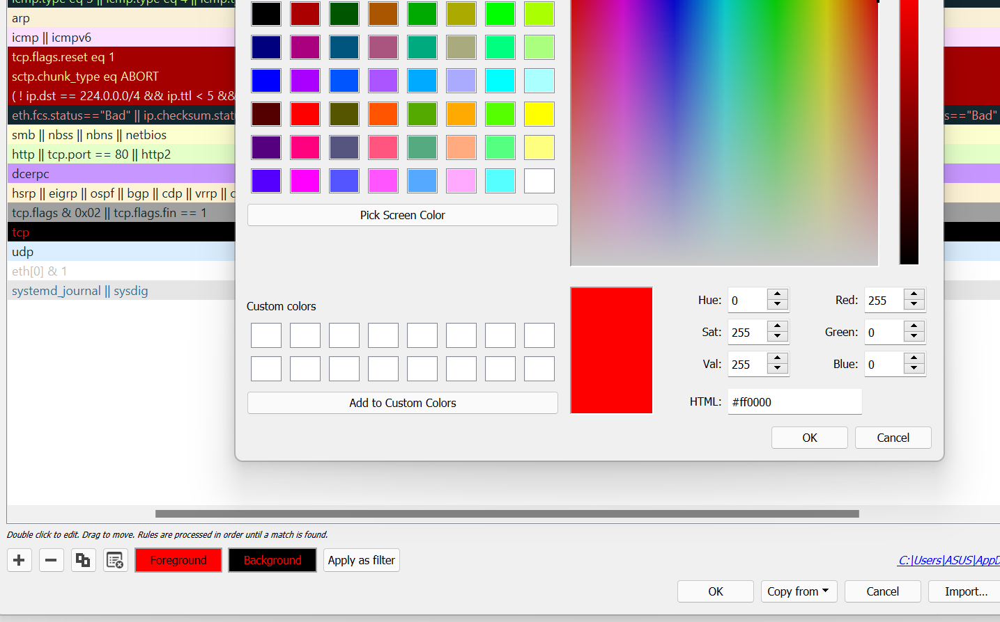 icmp.type eq 3 || icmp.type eq 4 || icmp.t
arp
icmp || icmpv6
tcp.flags.reset eq 1
sctp.chunk_type eq ABORT
( ! ip.dst == 224.0.0.0/4 && ip.ttl < 5 &&
eth.fcs.status=="Bad" || ip.checksum.stat
s=="Bad"
smb || nbss || nbns || netbios
http || tcp.port == 80 || http2
dcerpc
hsrp || eigrp || ospf || bgp || cdp || vrrp ||
tcp.flags & 0x02 || tcp.flags.fin == 1
tcp
udp
eth[0] & 1
systemd_journal || sysdig
Pick Screen Color
Custom colors
Add to Custom Colors
Hue: 0
Red: 255
Sat: 255
Green: 0
Val: 255
Blue: 0
HTML: #ff0000
OK
Cancel
Double click to edit. Drag to move. Rules are processed in order until a match is found.
Foreground
Background
Apply as filter
C:\Users\ASUS\AppD
OK
Copy from
Cancel
Import...